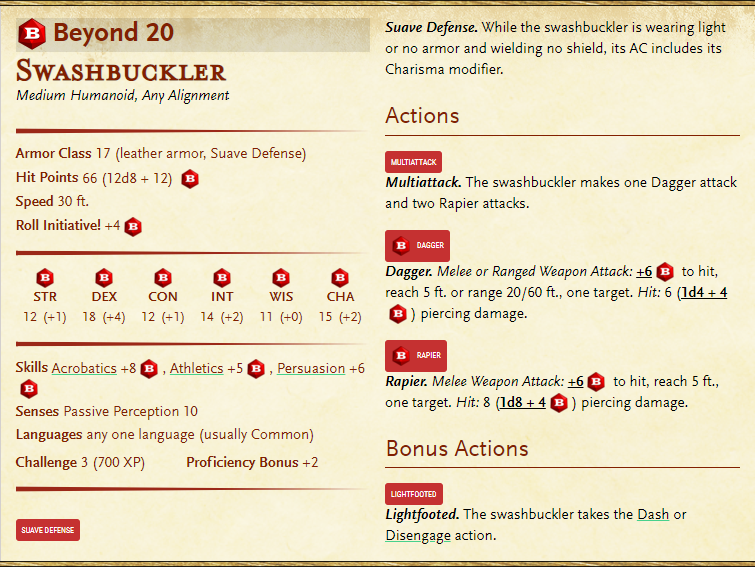 B Beyond 20
Swashbuckler
Medium Humanoid, Any Alignment
Armor Class 17 (leather armor, Suave Defense)
Hit Points 66 (12d8 + 12) B
Speed 30 ft.
Roll Initiative! +4 B
B B B B B B
STR DEX CON INT WIS CHA
12 (+1) 18 (+4) 12 (+1) 14 (+2) 11 (+0) 15 (+2)
Skills Acrobatics +8 B , Athletics +5 B , Persuasion +6
B
Senses Passive Perception 10
Languages any one language (usually Common)
Challenge 3 (700 XP) Proficiency Bonus +2
SUAVE DEFENSE
Suave Defense. While the swashbuckler is wearing light
or no armor and wielding no shield, its AC includes its
Charisma modifier.
Actions
MULTIATTACK
Multiattack. The swashbuckler makes one Dagger attack
and two Rapier attacks.
B DAGGER
Dagger. Melee or Ranged Weapon Attack: +6 B to hit,
reach 5 ft. or range 20/60 ft., one target. Hit: 6 (1d4 + 4
B ) piercing damage.
B RAPIER
Rapier. Melee Weapon Attack: +6 B to hit, reach 5 ft.,
one target. Hit: 8 (1d8 + 4 B ) piercing damage.
Bonus Actions
LIGHTFOOTED
Lightfooted. The swashbuckler takes the Dash or
Disengage action.